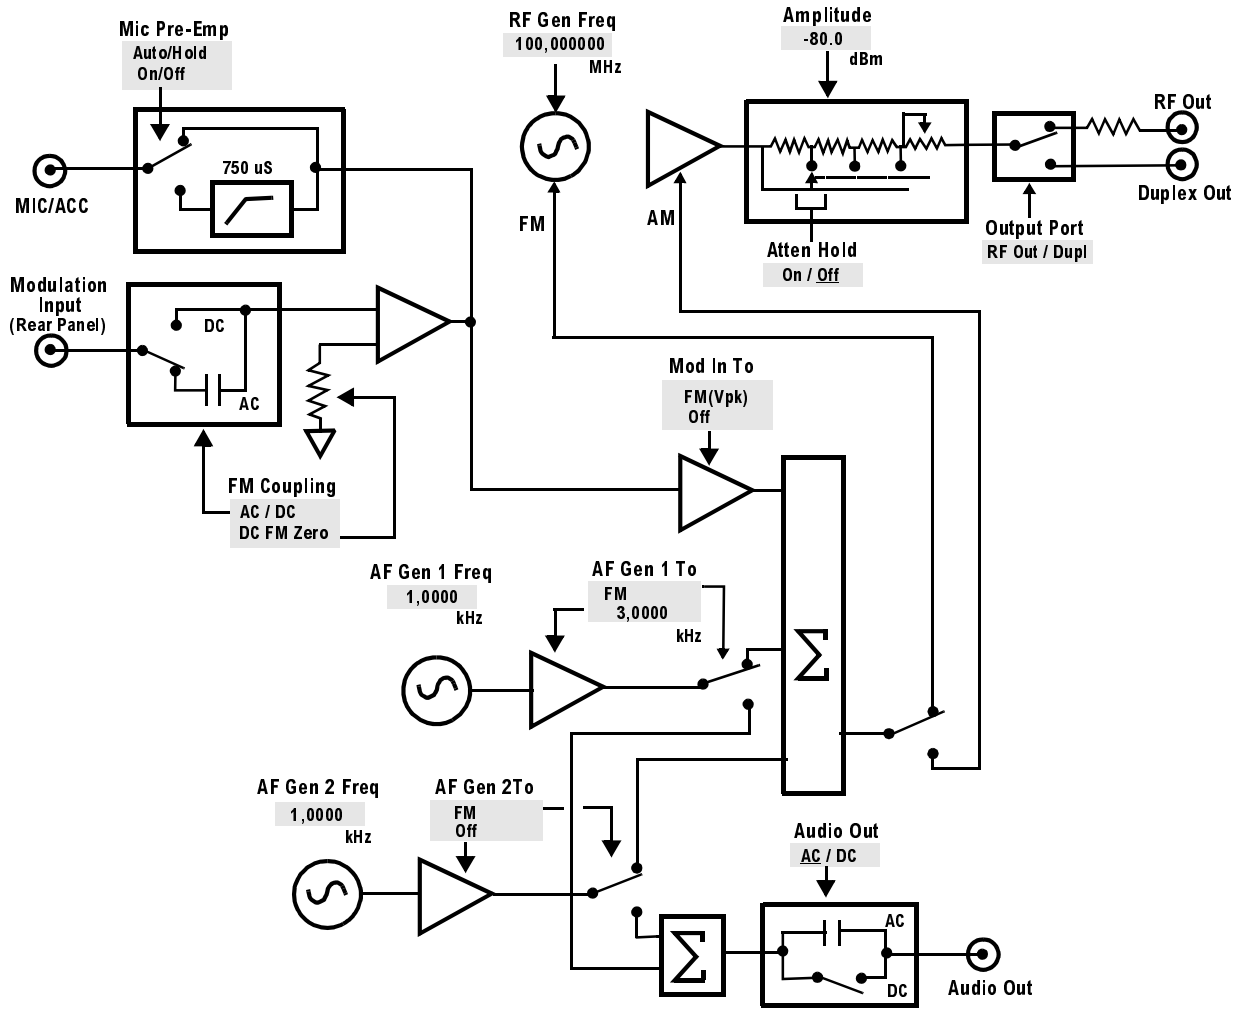 Mic Pre-Emp
Auto/Hold
On/Off
RF Gen Freq
100,000000
MHz
Amplitude
-80.0
dBm
RF Out
750 uS
MIC/ACC
FM
AM
Duplex Out
Output Port
RF Out / Dupl
Atten Hold
On / Off
Modulation
Input
(Rear Panel)
DC
AC
Mod In To
FM(Vpk)
Off
FM Coupling
AC / DC
DC FM Zero
AF Gen 1 Freq
1,0000
kHz
AF Gen 1 To
FM
3,0000
kHz
Σ
AF Gen 2 Freq
1,0000
kHz
AF Gen 2To
FM
Off
Audio Out
AC / DC
Σ
AC
DC
Audio Out